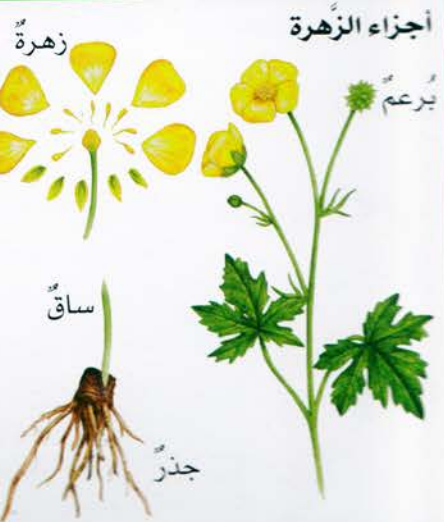 أجزاء الزَّهرة
زهرةٌ
بُرعمٌ
ساقٌ
جذرٌ